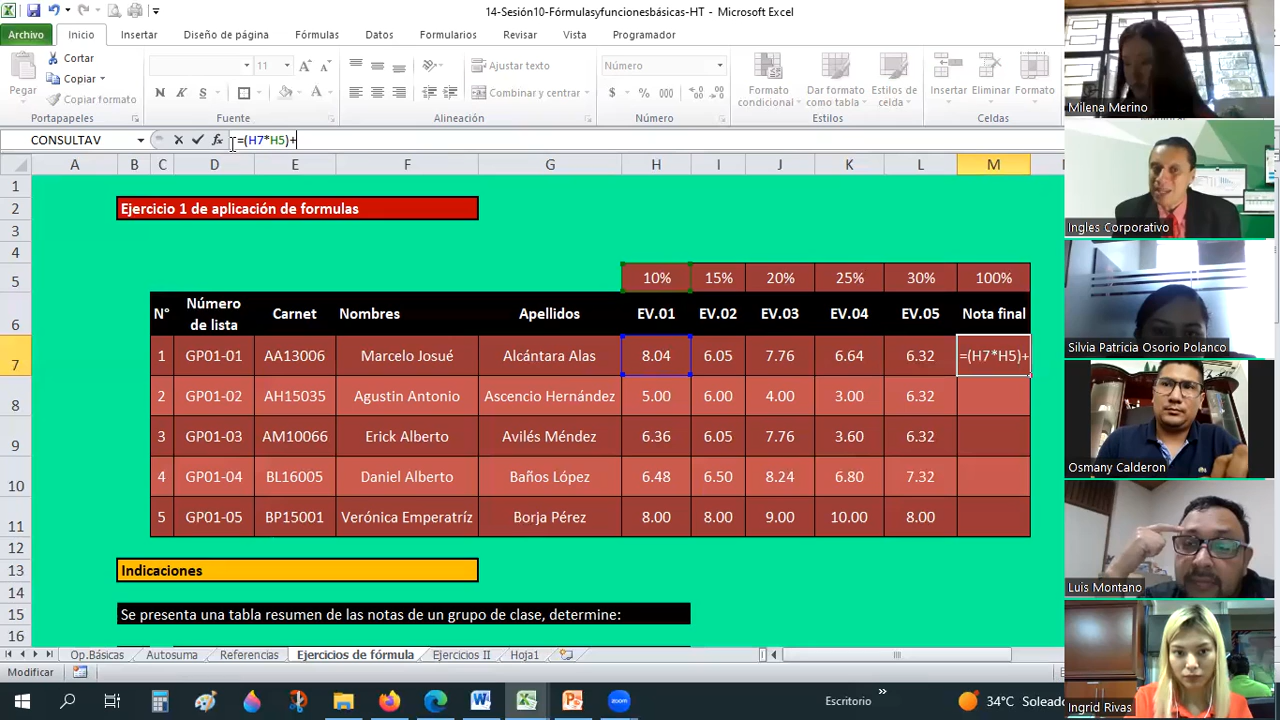 14-Sesión10-Fórmulasyfuncionesbásicas-HT - Microsoft Excel
Archivo Inicio Insertar Diseño de página Fórmulas Datos Formulario Revisar Vista Programador
Pegar
Cortar
Copiar
Copiar formato
Portapapeles
11
Fuente
Ajustar texto
Combinar y centrar
Alineación
Número
% 000
Número
Formato condicional
Dar formato como tabla
Estilos de celda
Estilos
Insertar
Eliminar
Formato
Celdas
CONSULTAV =(H7*H5)+
A B C D E F G H I J K L M
1
2 Ejercicio 1 de aplicación de formulas
3
4
5 10% 15% 20% 25% 30% 100%
6 N° Número de lista Carnet Nombres Apellidos EV.01 EV.02 EV.03 EV.04 EV.05 Nota final
7 1 GP01-01 AA13006 Marcelo Josué Alcántara Alas 8.04 6.05 7.76 6.64 6.32 =(H7*H5)+
8 2 GP01-02 AH15035 Agustin Antonio Ascencio Hernández 5.00 6.00 4.00 3.00 6.32
9 3 GP01-03 AM10066 Erick Alberto Avilés Méndez 6.36 6.05 7.76 3.60 6.32
10 4 GP01-04 BL16005 Daniel Alberto Baños López 6.48 6.50 8.24 6.80 7.32
11 5 GP01-05 BP15001 Verónica Emperatríz Borja Pérez 8.00 8.00 9.00 10.00 8.00
12
13 Indicaciones
14
15 Se presenta una tabla resumen de las notas de un grupo de clase, determine:
16
Op.Básicas Autosuma Referencias Ejercicios de fórmula Ejercicios II Hoja1
Modificar
Escritorio
34°C Soleado
Milena Merino
Ingles Corporativo
Silvia Patricia Osorio Polanco
Osmany Calderon
Luis Montano
Ingrid Rivas